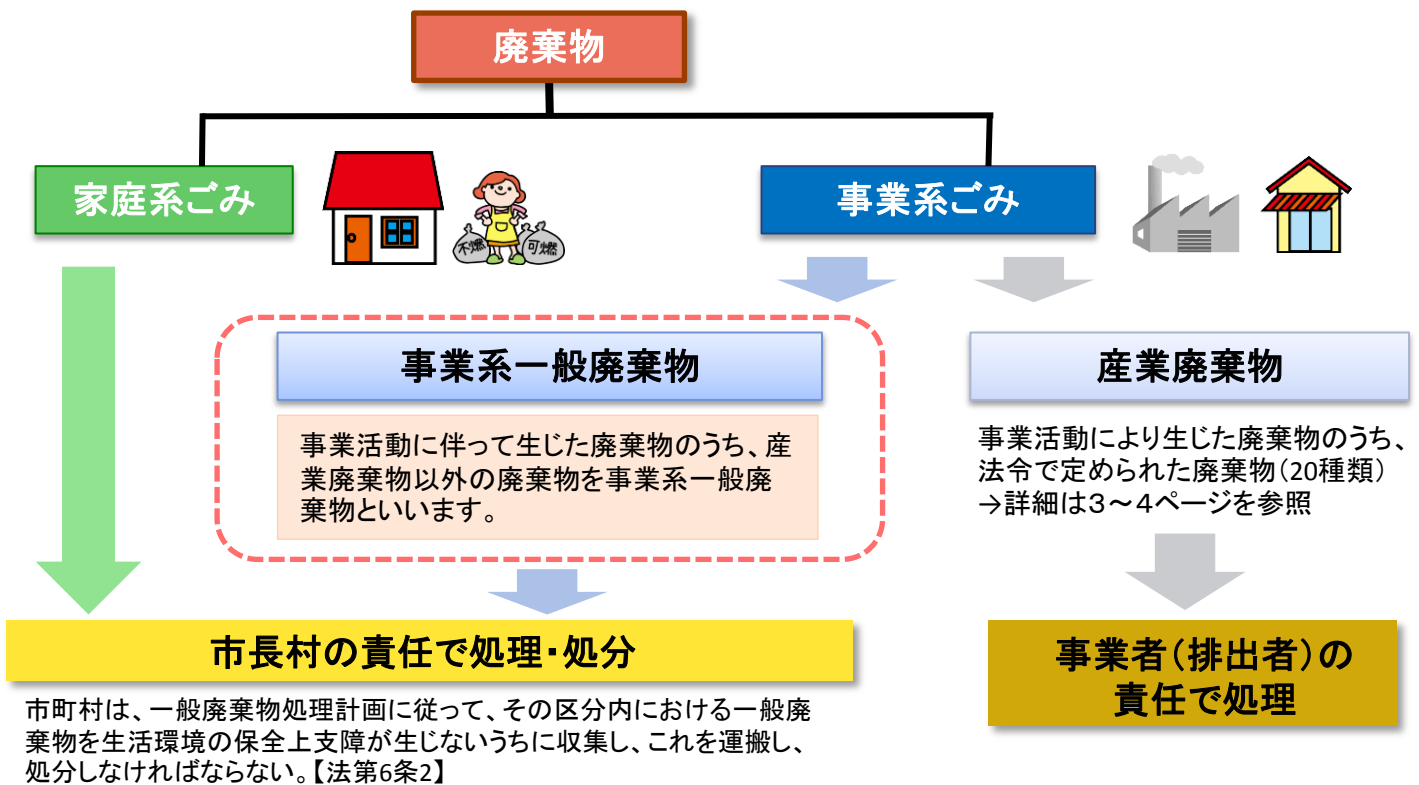 廃棄物
家庭系ごみ
不燃
可燃
事業系ごみ
事業系一般廃棄物
事業活動に伴って生じた廃棄物のうち、産
業廃棄物以外の廃棄物を事業系一般廃
棄物といいます。
産業廃棄物
事業活動により生じた廃棄物のうち、
法令で定められた廃棄物(20種類)
→詳細は3~4ページを参照
市長村の責任で処理・処分
市町村は、一般廃棄物処理計画に従って、その区分内における一般廃
棄物を生活環境の保全上支障が生じないうちに収集し、これを運搬し、
処分しなければならない。【法第6条2】
事業者(排出者)の
責任で処理